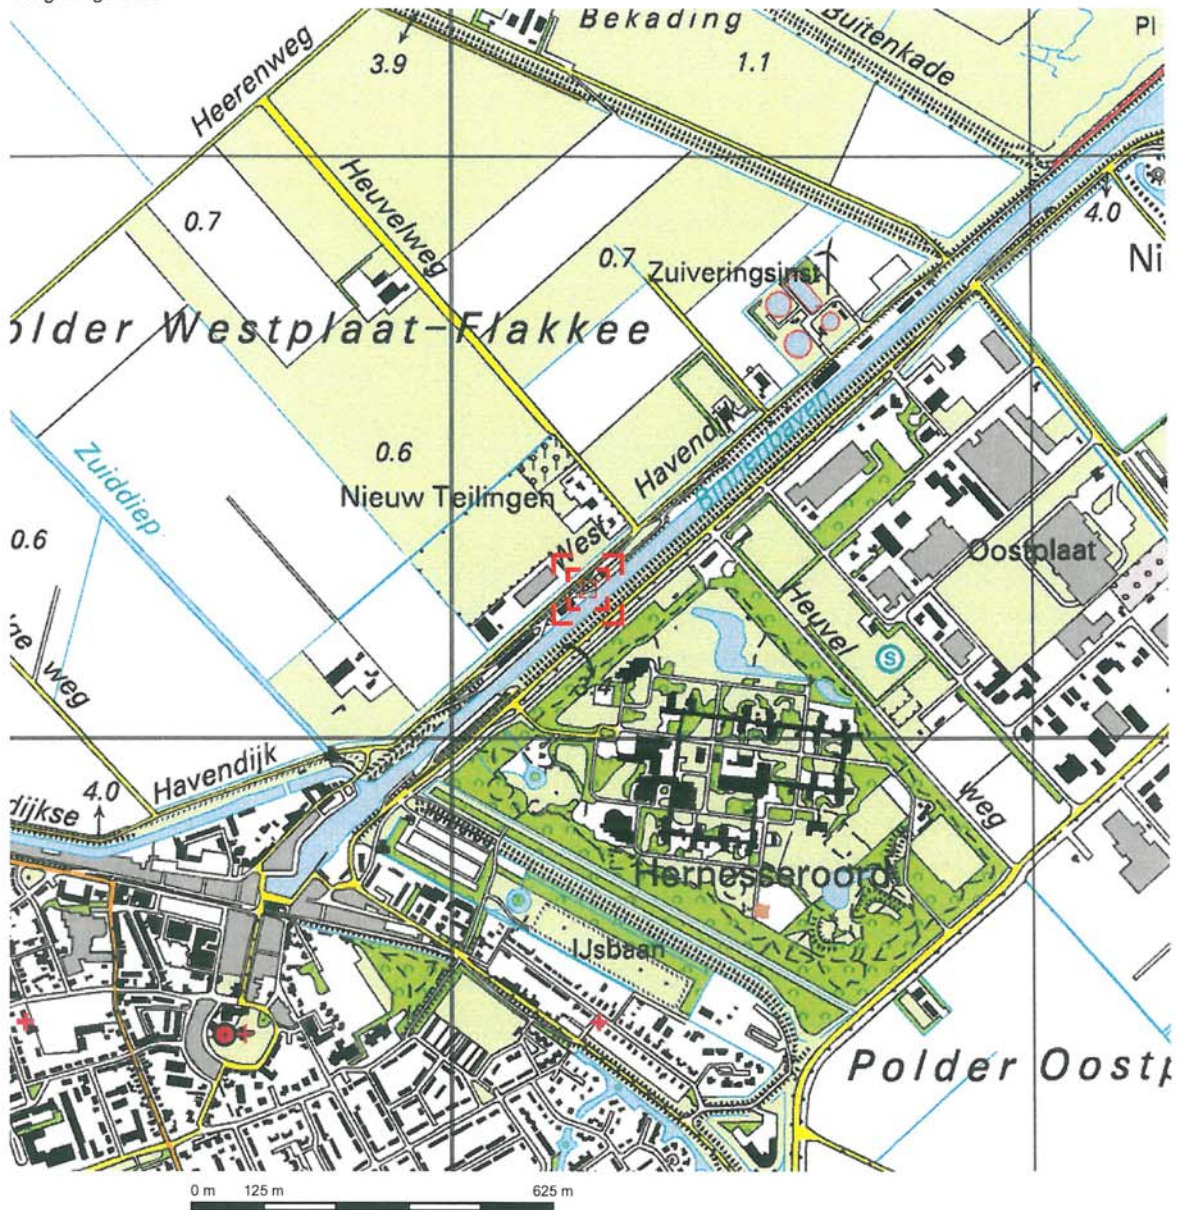 Bekading
Buitenkade
Pl
3.9
1.1
Heerenweg
Heuvelweg
4.0
0.7
0.7
Zuiveringsinst
Ni
older Westplaat-Flakkee
Havendijk
Binnenhaven
0.6
Zuiddiep
Nieuw Teilingen
West
0.6
Oostplaat
Heuvel
S
weg
Havendijk
weg
4.0
dijkse
Hernesseroord
IJsbaan
Polder Oostp
0 m 125 m 625 m